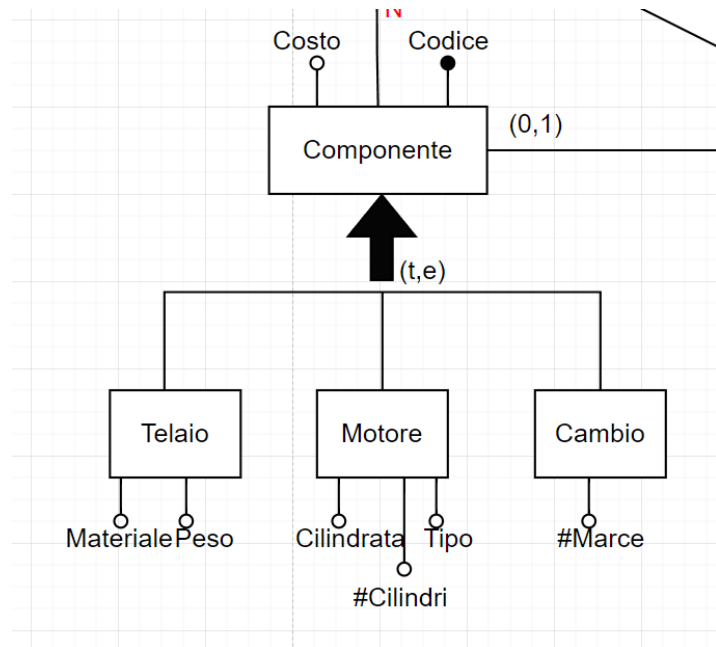 N
Costo
Codice
(0,1)
Componente
(t,e)
Telaio
Motore
Cambio
Materiale
Peso
Cilindrata
Tipo
#Marce
#Cilindri